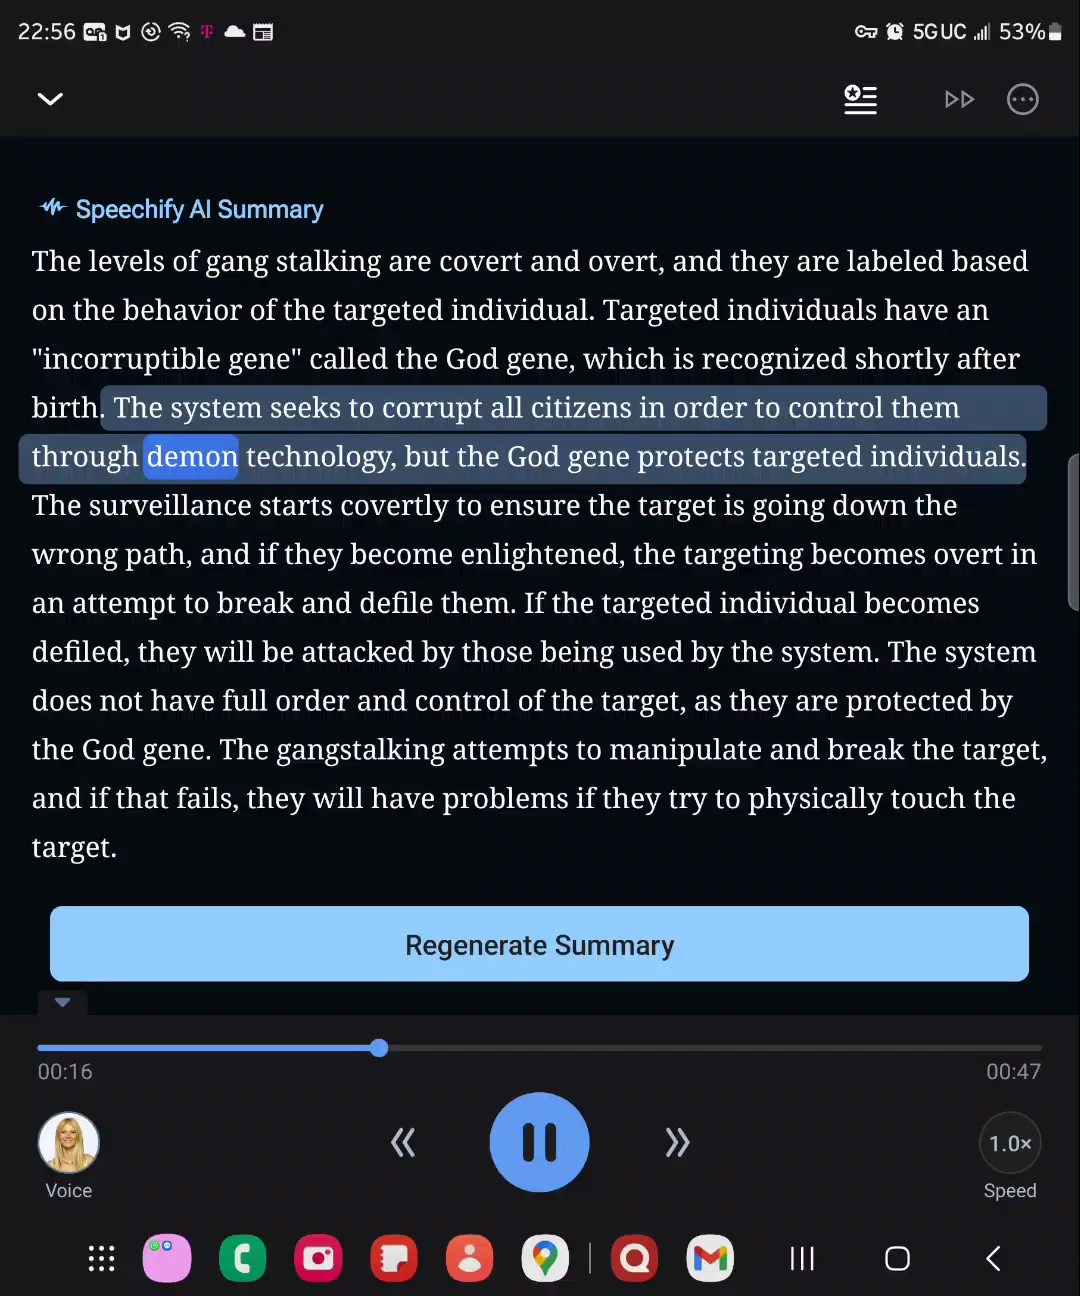 22:56
5G UC 53%
Speechify AI Summary
The levels of gang stalking are covert and overt, and they are labeled based
on the behavior of the targeted individual. Targeted individuals have an
"incorruptible gene" called the God gene, which is recognized shortly after
birth. The system seeks to corrupt all citizens in order to control them
through demon technology, but the God gene protects targeted individuals.
The surveillance starts covertly to ensure the target is going down the
wrong path, and if they become enlightened, the targeting becomes overt in
an attempt to break and defile them. If the targeted individual becomes
defiled, they will be attacked by those being used by the system. The system
does not have full order and control of the target, as they are protected by
the God gene. The gangstalking attempts to manipulate and break the target,
and if that fails, they will have problems if they try to physically touch the
target.
Regenerate Summary
00:16
00:47
1.0×
Voice
Speed